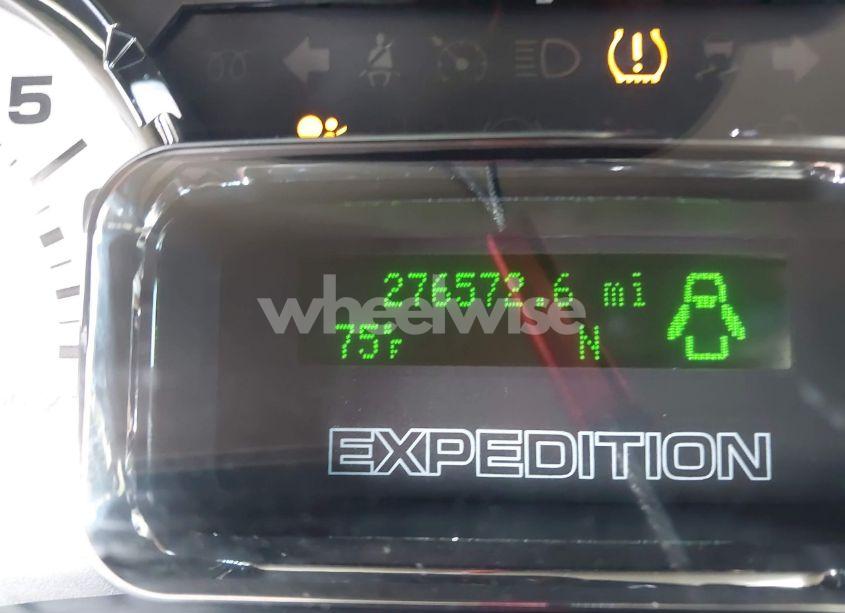 5
276572.6 mi
75°F N
wheelwise
EXPEDITION